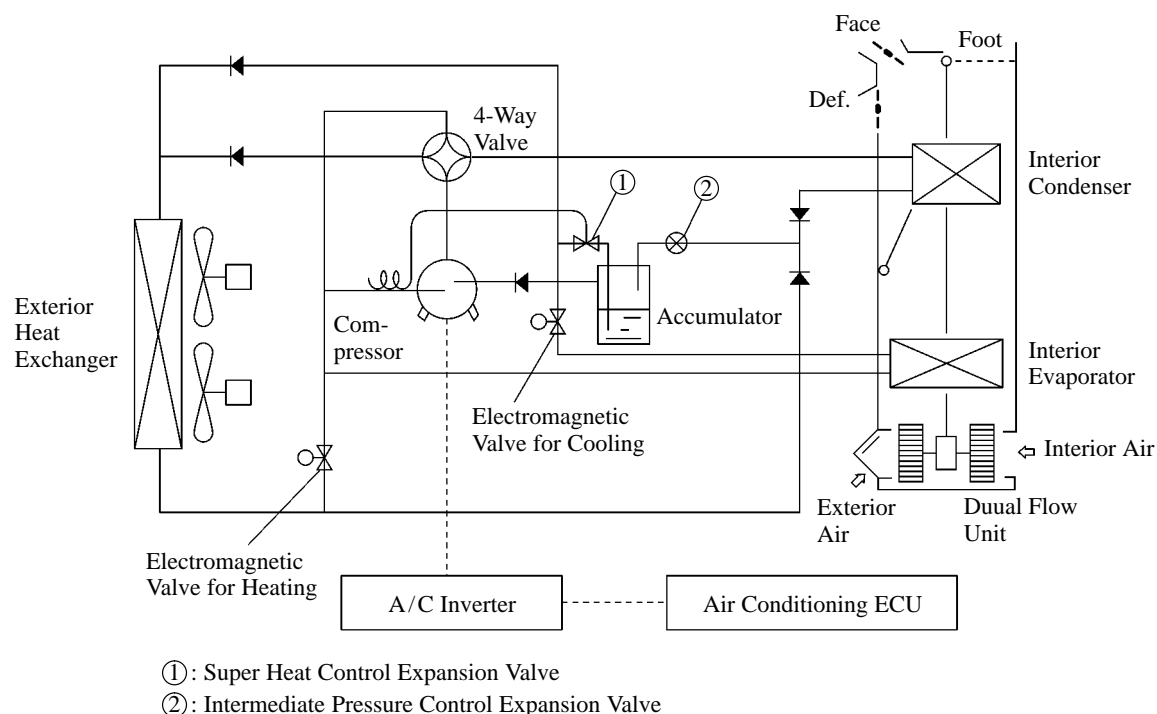 Face
Foot
Def.
4-Way
Valve
①
②
Interior
Condenser
Exterior
Heat
Exchanger
Com-
pressor
Accumulator
Interior
Evaporator
Electromagnetic
Valve for Cooling
Interior Air
Exterior
Air
Duual Flow
Unit
Electromagnetic
Valve for Heating
A/C Inverter
Air Conditioning ECU
①: Super Heat Control Expansion Valve
②: Intermediate Pressure Control Expansion Valve